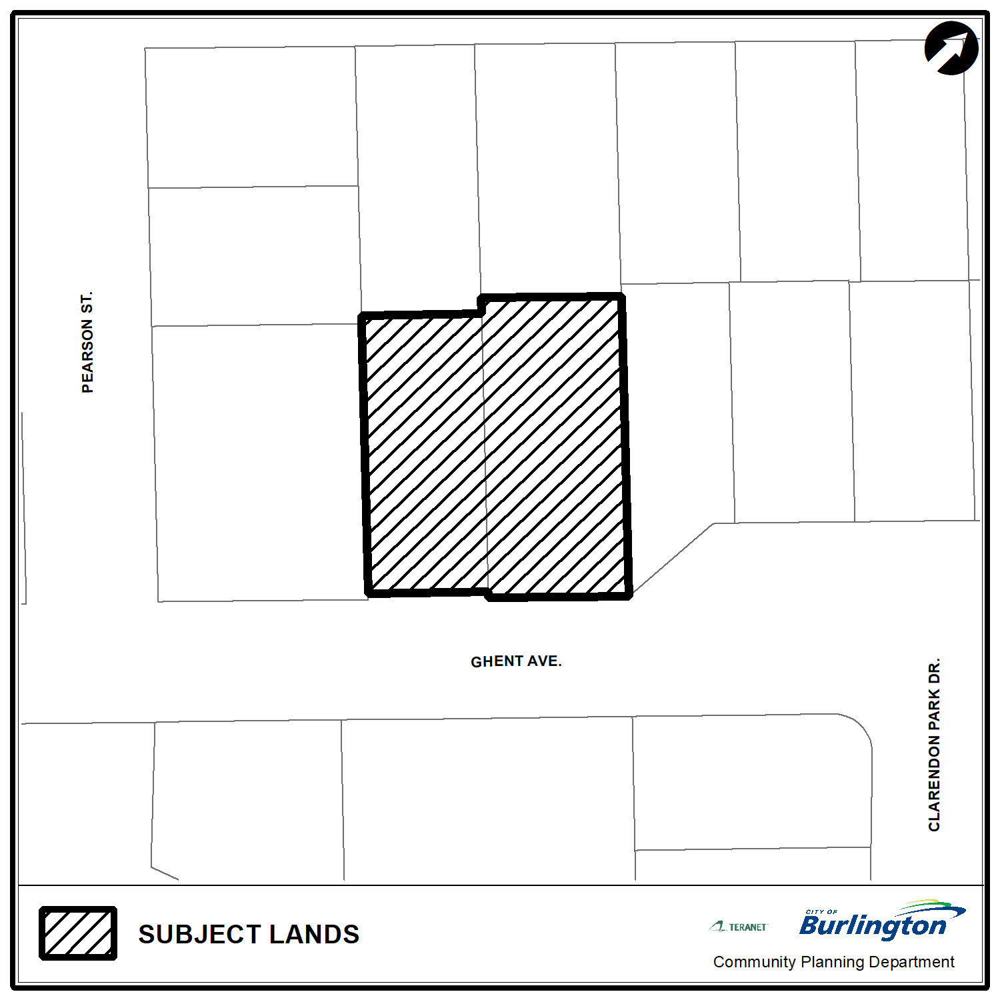 PEARSON ST.
GHENT AVE.
CLARENDON PARK DR.
SUBJECT LANDS
TERANET
CITY OF
Burlington
Community Planning Department